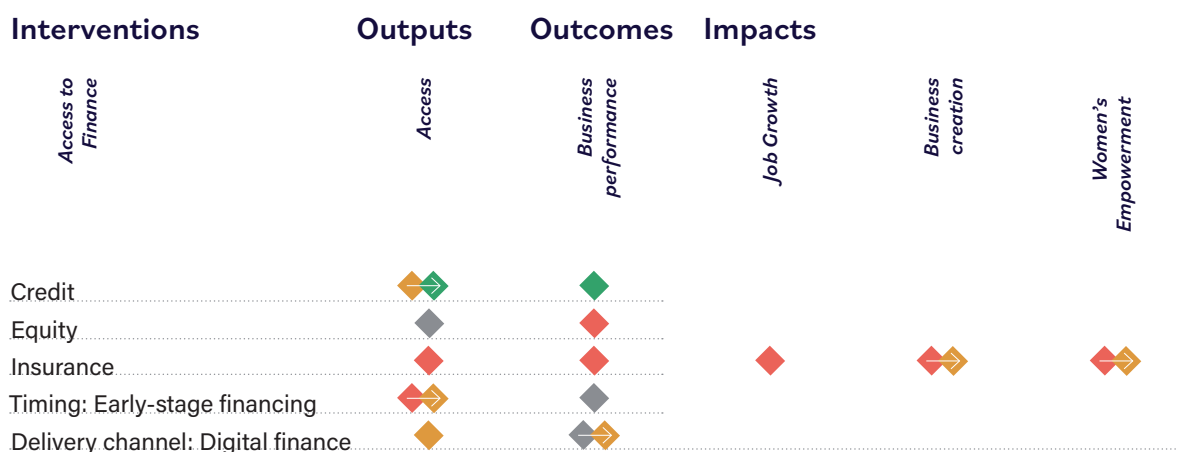 Interventions Outputs Outcomes Impacts
Access to
Finance
Access
Business
performance
Job Growth
Business
creation
Women's
Empowerment
Credit
Equity
Insurance
Timing: Early-stage financing
Delivery channel: Digital finance